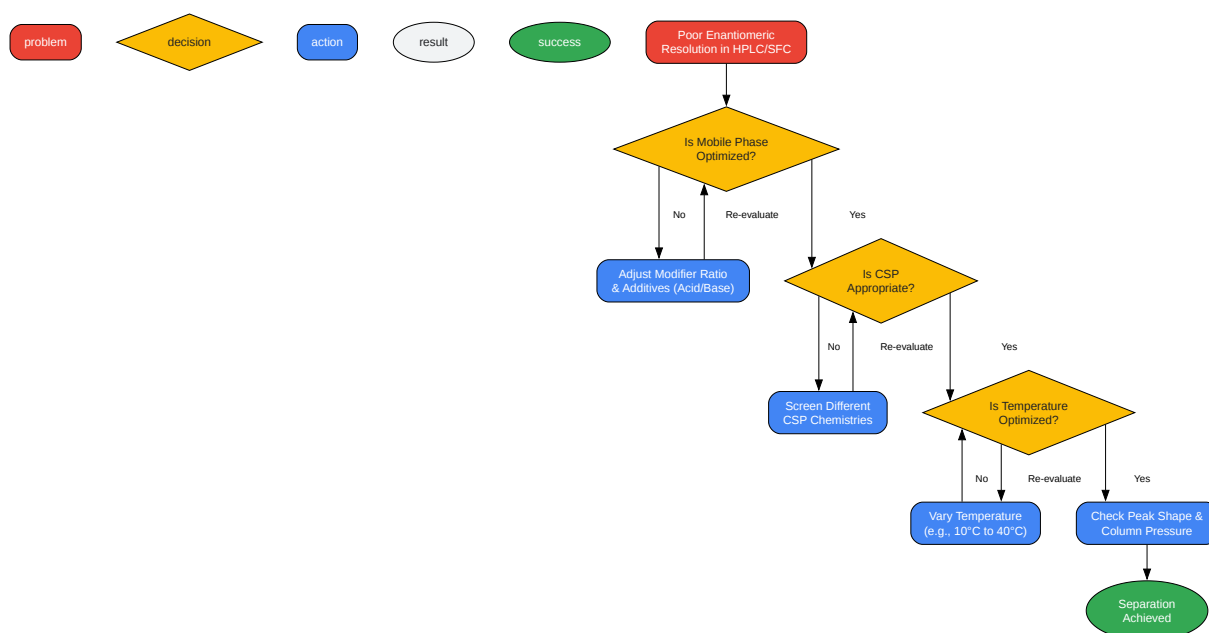 problem
decision
action
result
success
Poor Enantiomeric
Resolution in HPLC/SFC
Is Mobile Phase
Optimized?
No
Re-evaluate
Yes
Adjust Modifier Ratio
& Additives (Acid/Base)
Is CSP
Appropriate?
No
Re-evaluate
Yes
Screen Different
CSP Chemistries
Is Temperature
Optimized?
No
Re-evaluate
Yes
Vary Temperature
(e.g., 10°C to 40°C)
Check Peak Shape &
Column Pressure
Separation
Achieved